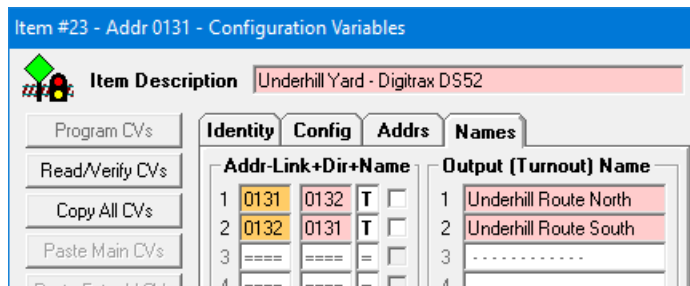 Item #23 - Addr 0131 - Configuration Variables
Item Description Underhill Yard - Digitrax DS52
Program CVs Identity Config Addrs Names
Read/Verify CVs Addr-Link+Dir+Name Output (Turnout) Name
1 0131 0132 T 1 Underhill Route North
Copy All CVs
2 0132 0131 T 2 Underhill Route South
Paste Main CVs
3 ==== ==== = 3 ------------